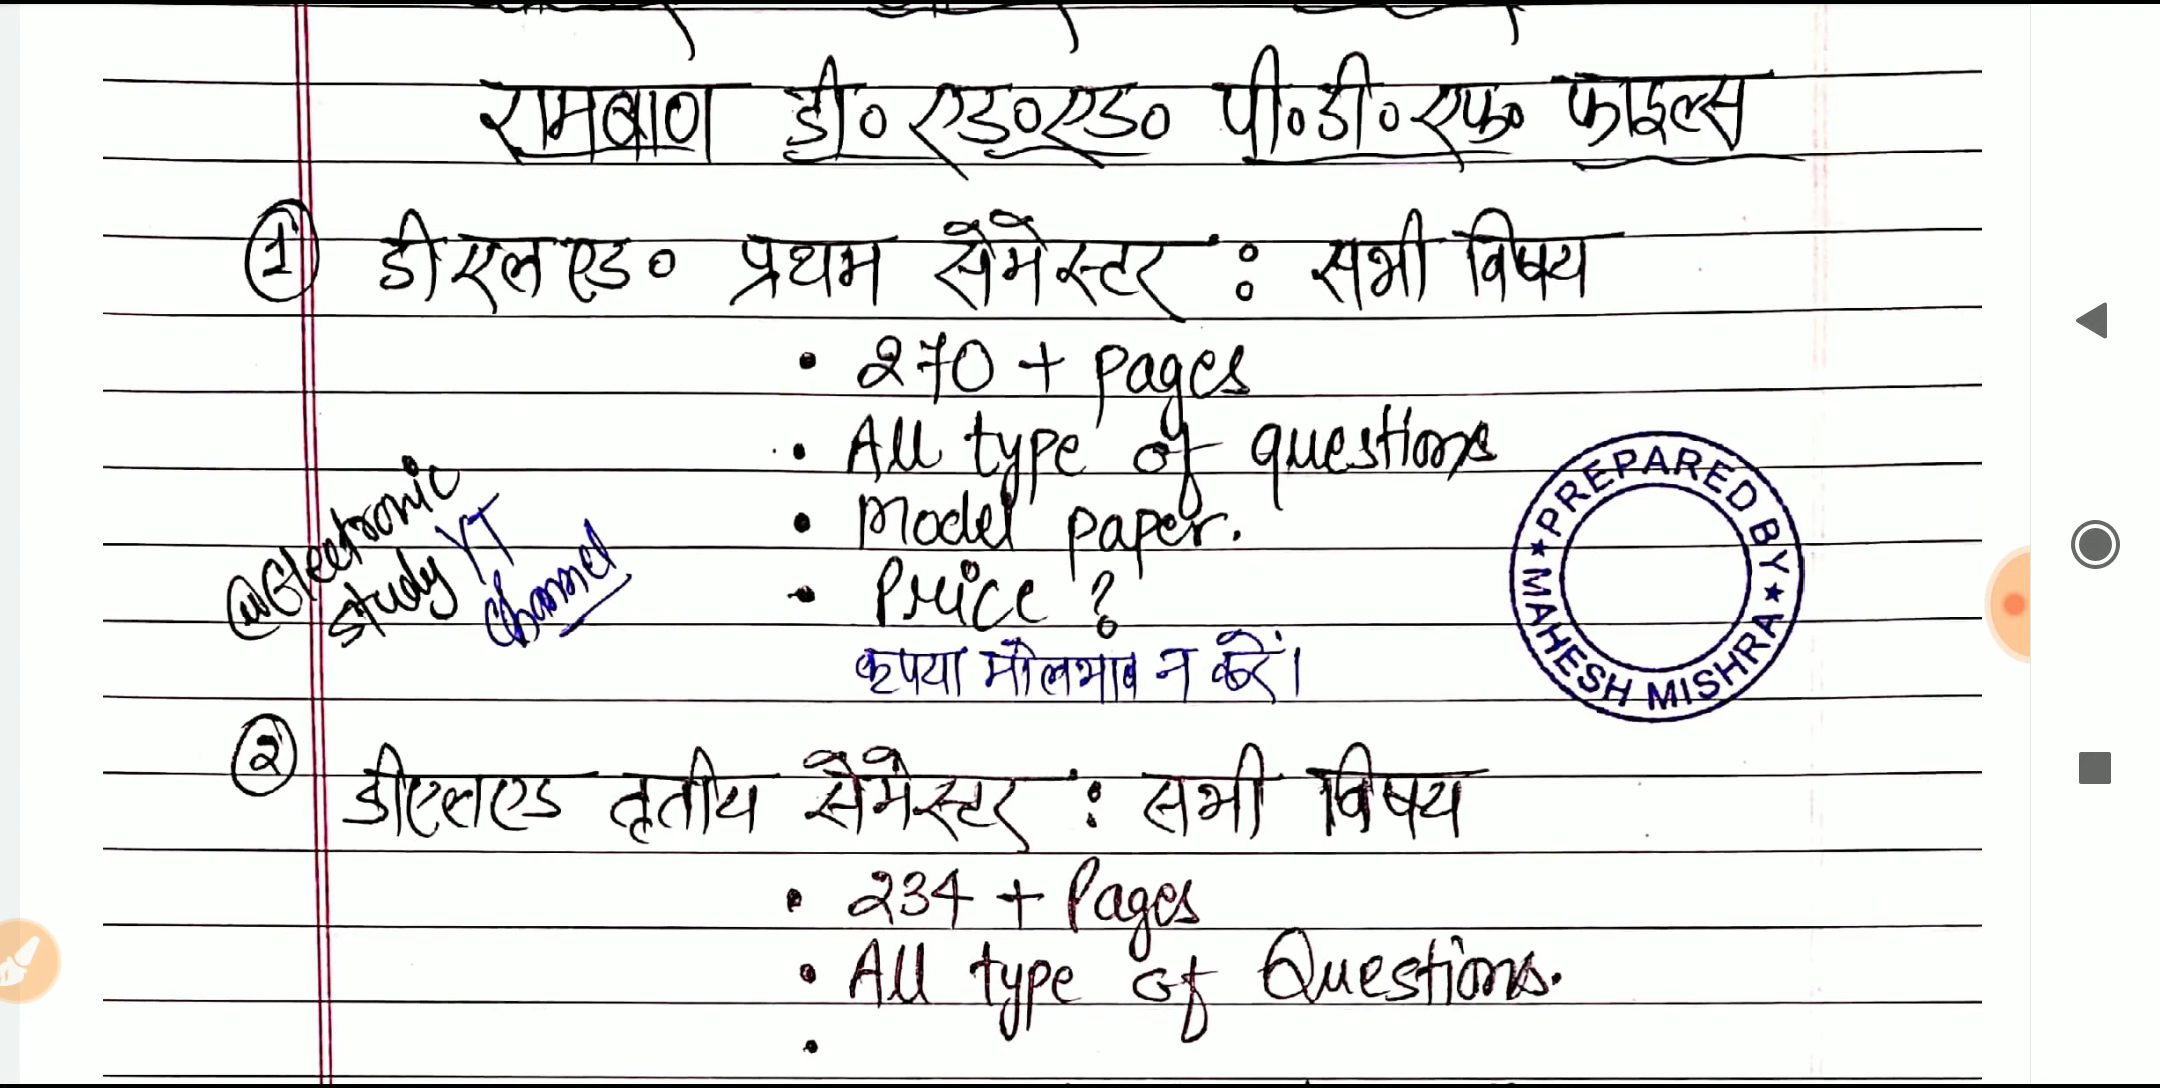 रामबाण डी० एड०एड० पी०डी०एफ० फाइल्स
1 डीएलएड० प्रथम सेमेस्टर : सभी विषय
• 270 + pages
• All type of questions
• Model paper.
• Price ?
कृपया मोलभाव न करें।
@Electronic
study YT
channel
PREPARED BY
MAHESH MISHRA
2 डीएलएड तृतीय सेमेस्टर : सभी विषय
• 234 + Pages
• All type of Questions.
•